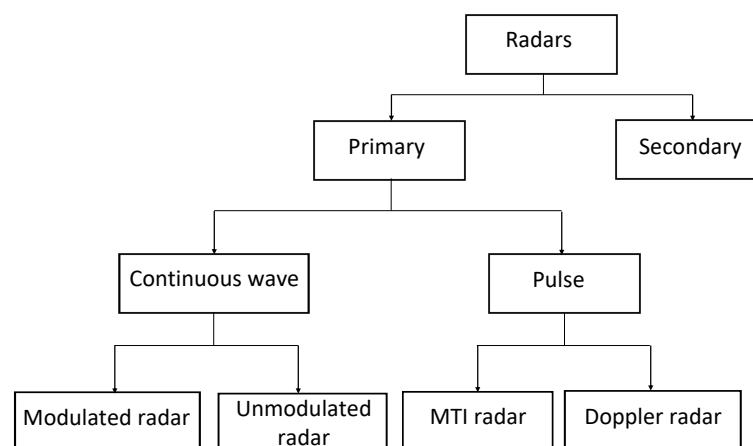 Radars
Primary
Secondary
Continuous wave
Pulse
Modulated radar
Unmodulated
radar
MTI radar
Doppler radar